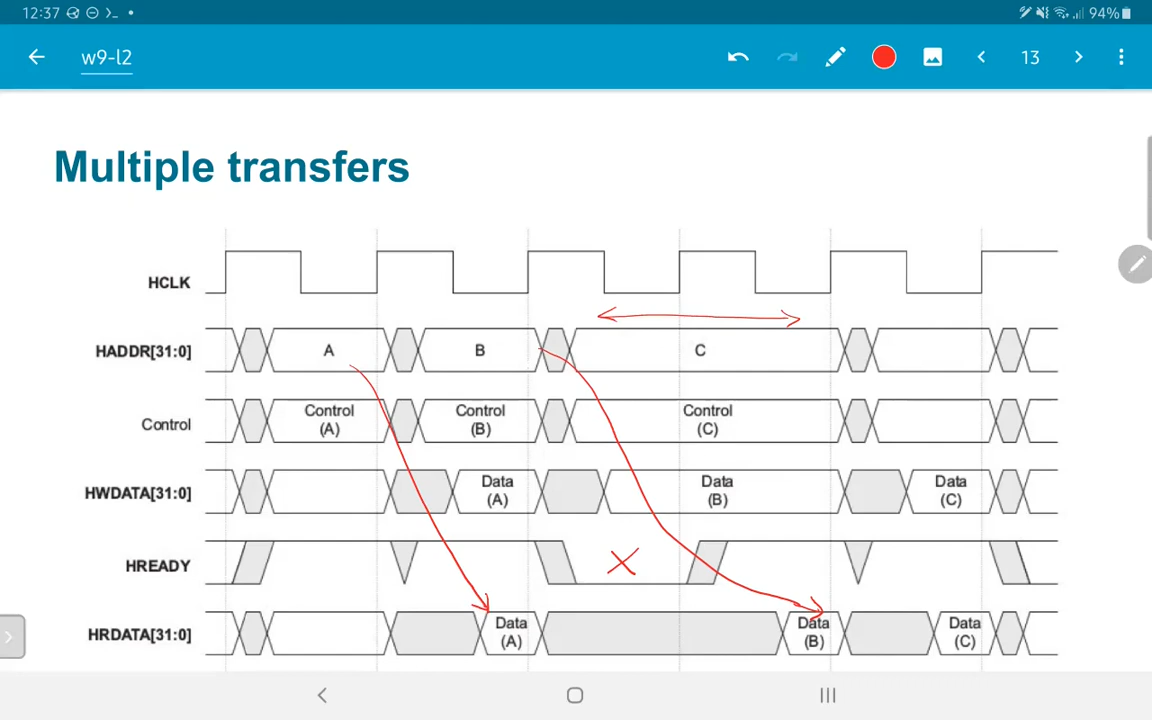 12:37 94%
w9-l2 13
Multiple transfers
HCLK
HADDR[31:0] A B C
Control Control (A) Control (B) Control (C)
HWDATA[31:0] Data (A) Data (B) Data (C)
HREADY
HRDATA[31:0] Data (A) Data (B) Data (C)